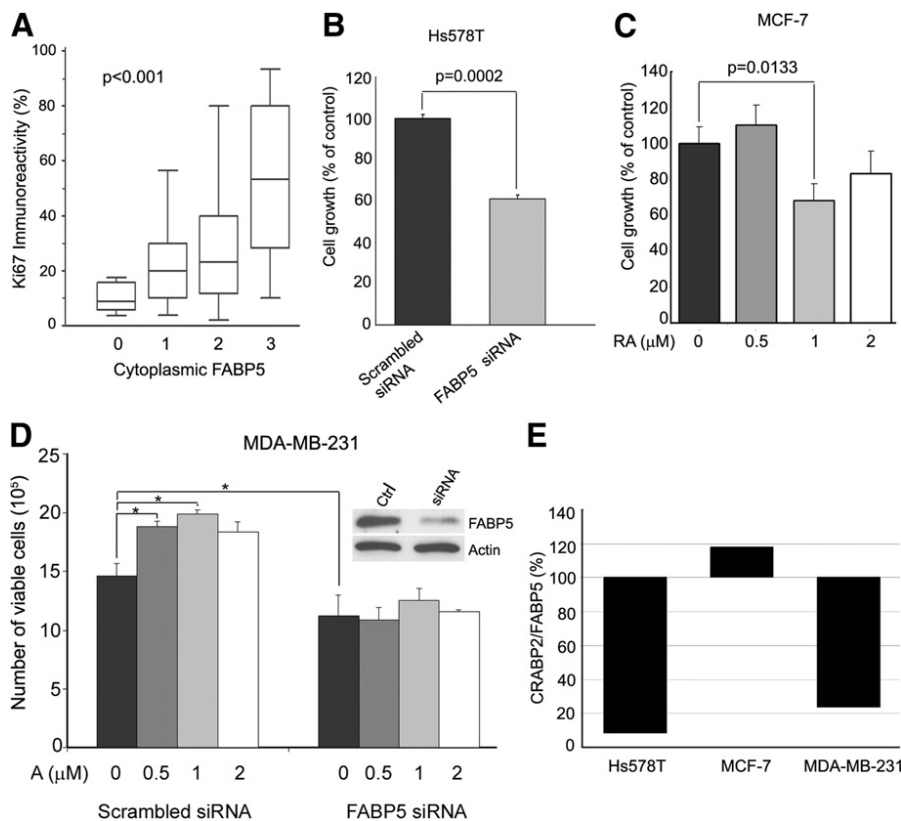 A
p<0.001
Ki67 Immunoreactivity (%)
100
80
60
40
20
0
0 1 2 3
Cytoplasmic FABP5
B
Hs578T
p=0.0002
Cell growth (% of control)
120
100
80
60
40
20
0
Scrambled
siRNA
FABP5 siRNA
C
MCF-7
p=0.0133
Cell growth (% of control)
140
120
100
80
60
40
20
0
RA (μM) 0 0.5 1 2
D
MDA-MB-231
Number of viable cells (10⁵)
25
20
15
10
15
0
* * *
Ctrl siRNA
FABP5
Actin
A (μM) 0 0.5 1 2 0 0.5 1 2
Scrambled siRNA FABP5 siRNA
E
CRABP2/FABP5 (%)
140
120
100
80
60
40
20
0
Hs578T MCF-7 MDA-MB-231